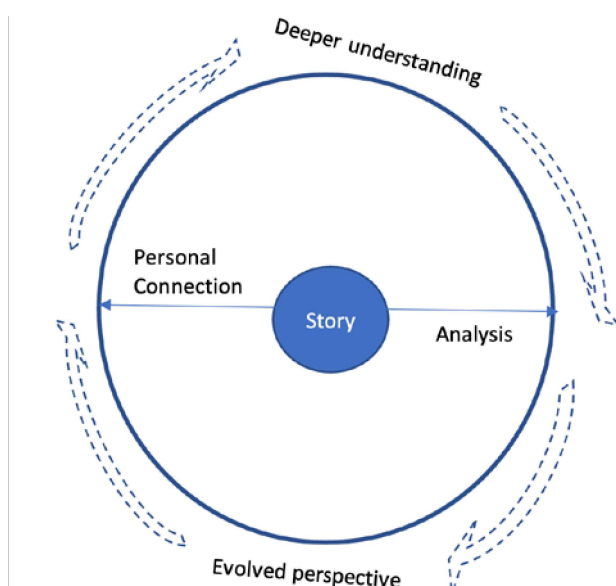 Deeper understanding
Personal
Connection
Story
Analysis
Evolved perspective